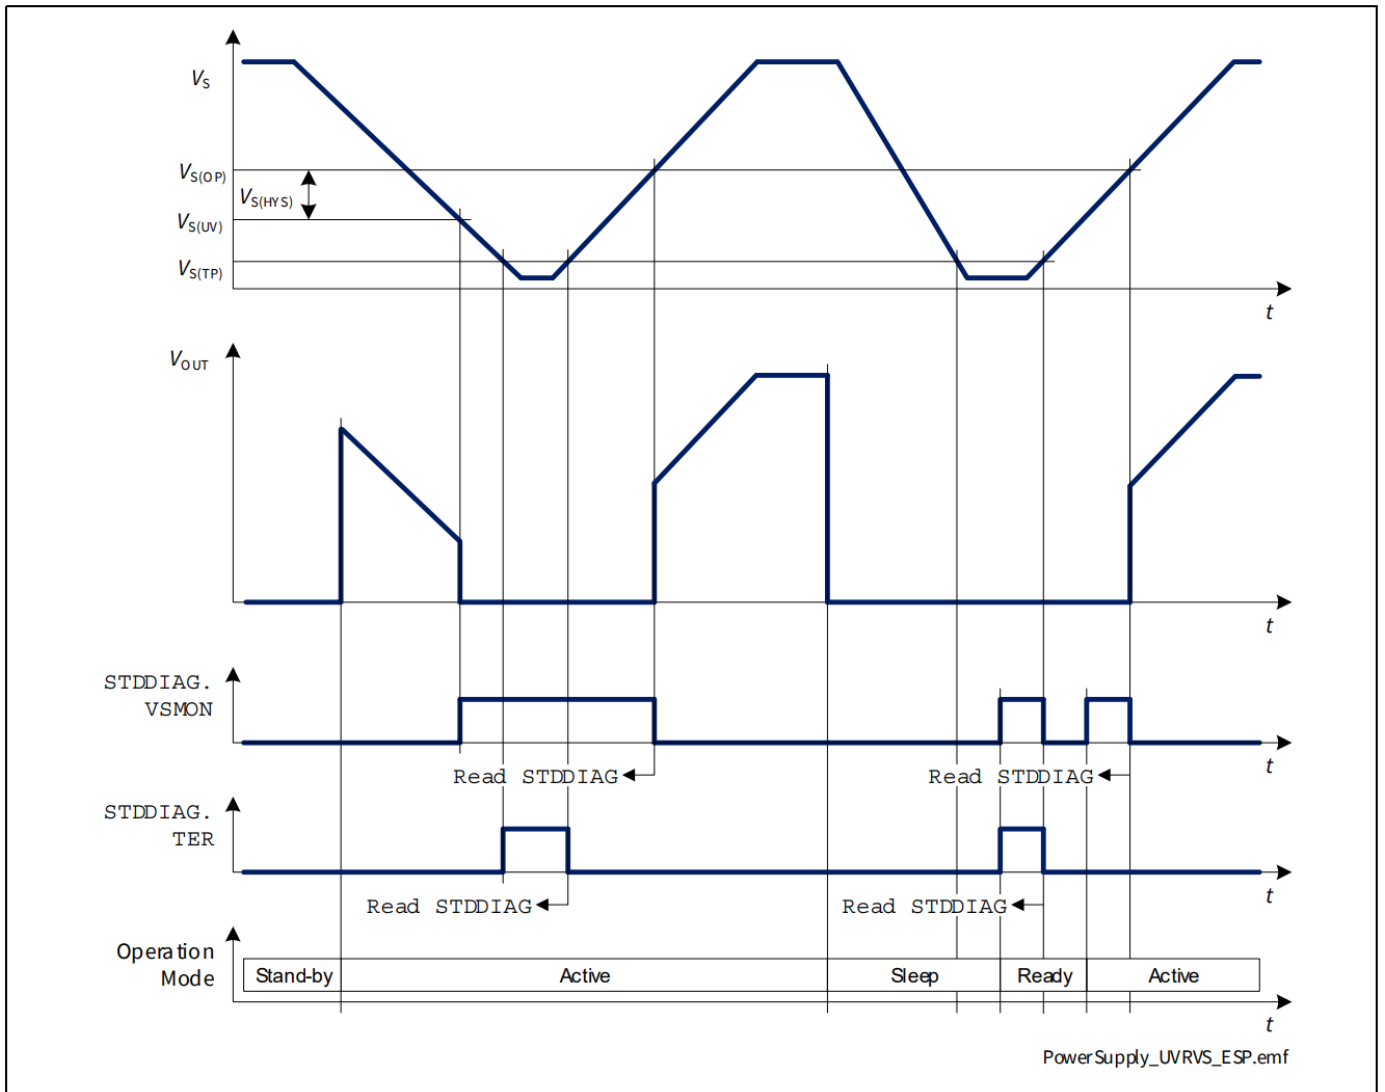 VS
VS(OP)
VS(HYS)
VS(UV)
VS(TP)
t
VOUT
t
STDDIAG.
VSMON
t
Read STDDIAG
Read STDDIAG
STDDIAG.
TER
t
Read STDDIAG
Read STDDIAG
Operation
Mode
Stand-by Active Sleep Ready Active
t
PowerSupply_UVRVS_ESP.emf